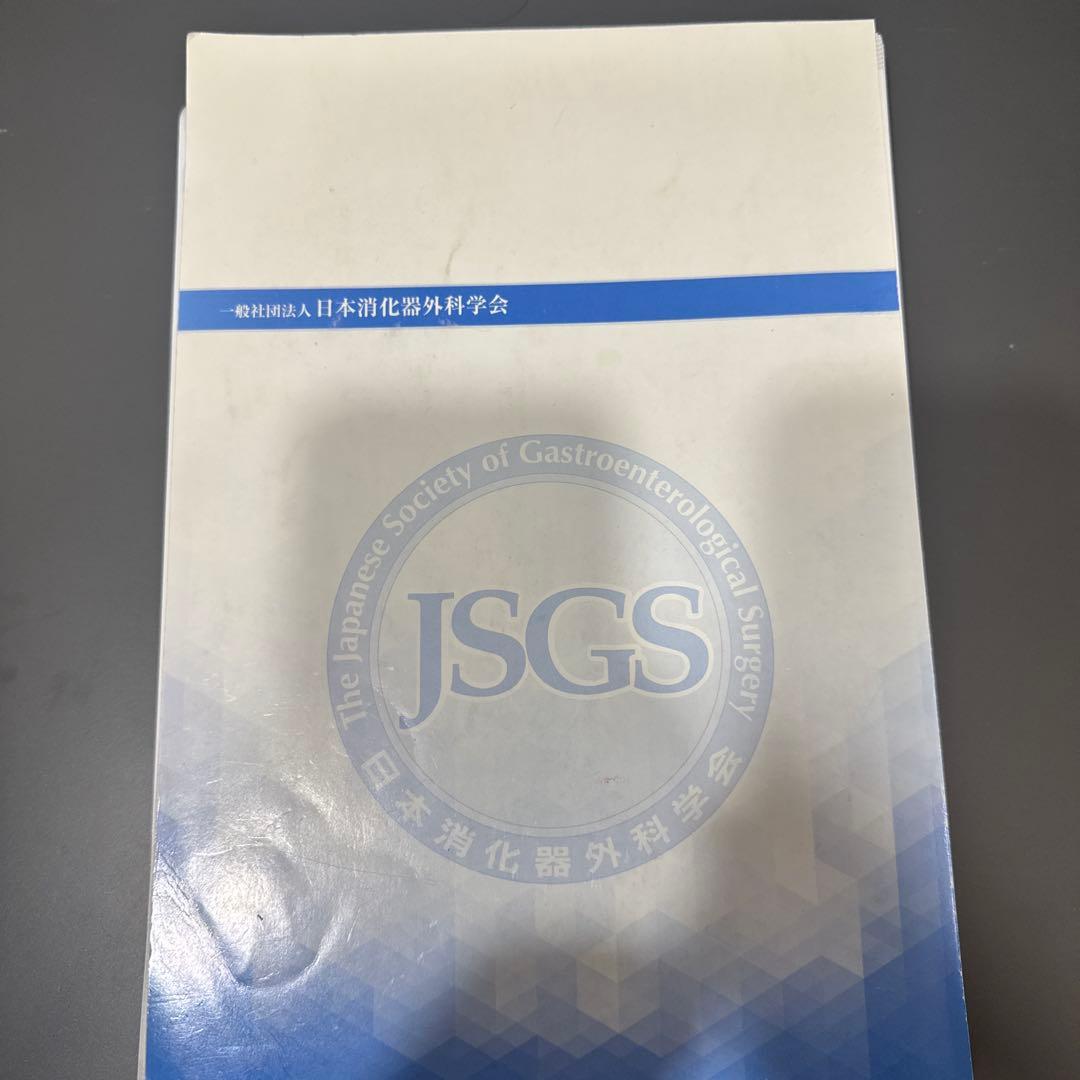 一般社団法人 日本消化器外科学会
The Japanese Society of Gastroenterological Surgery
JSGS
日本消化器外科学会